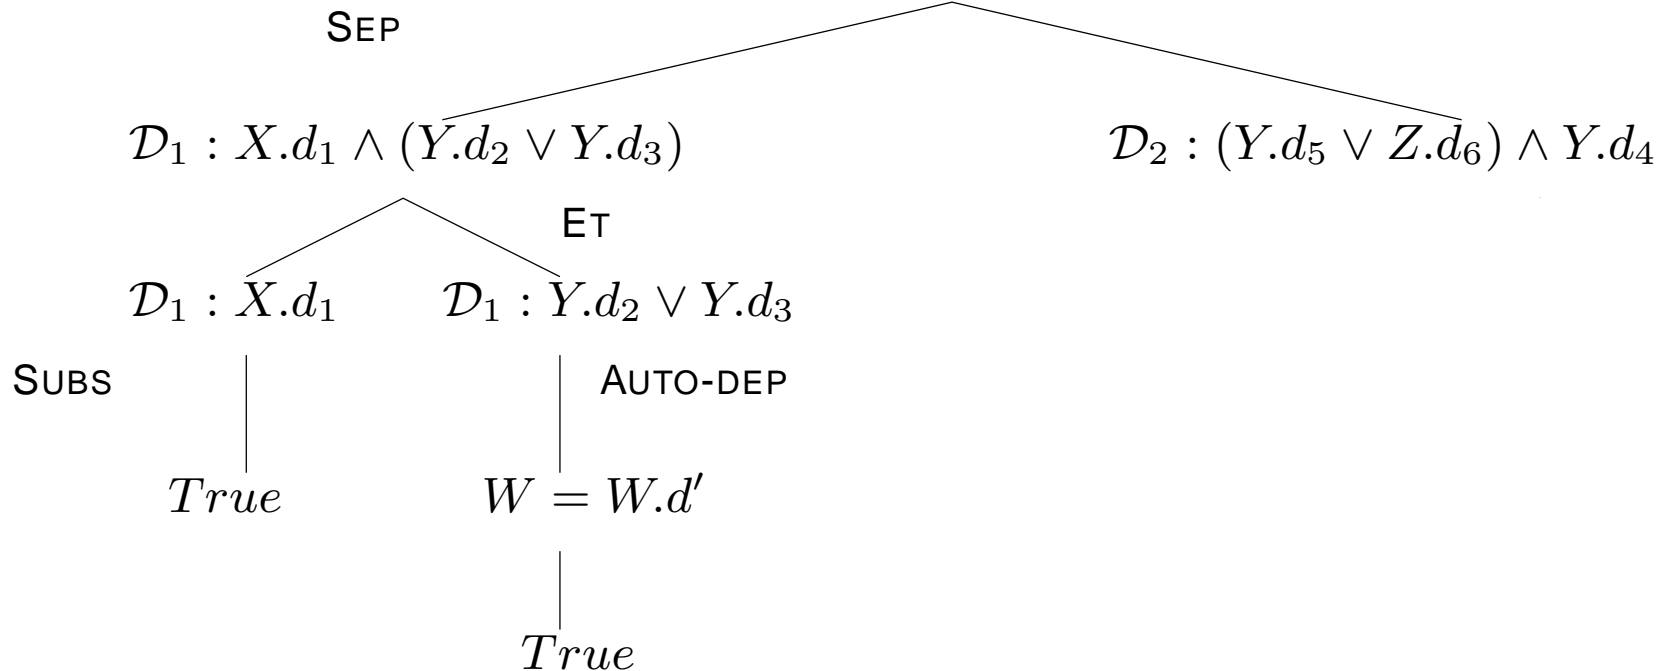 SEP
𝒟₁ : X.d₁ ∧ (Y.d₂ ∨ Y.d₃) 𝒟₂ : (Y.d₅ ∨ Z.d₆) ∧ Y.d₄
ET
𝒟₁ : X.d₁ 𝒟₁ : Y.d₂ ∨ Y.d₃
SUBS AUTO-DEP
True W = W.d′
True